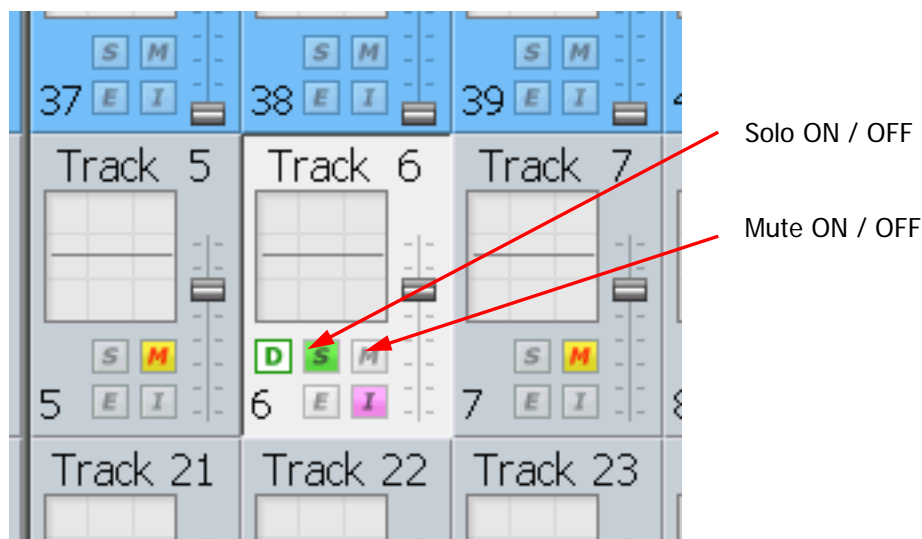 S M S M S M
37 E I 38 E I 39 E I
Solo ON / OFF
Track 5 Track 6 Track 7
Mute ON / OFF
S M D S M S M
5 E I 6 E I 7 E I
Track 21 Track 22 Track 23